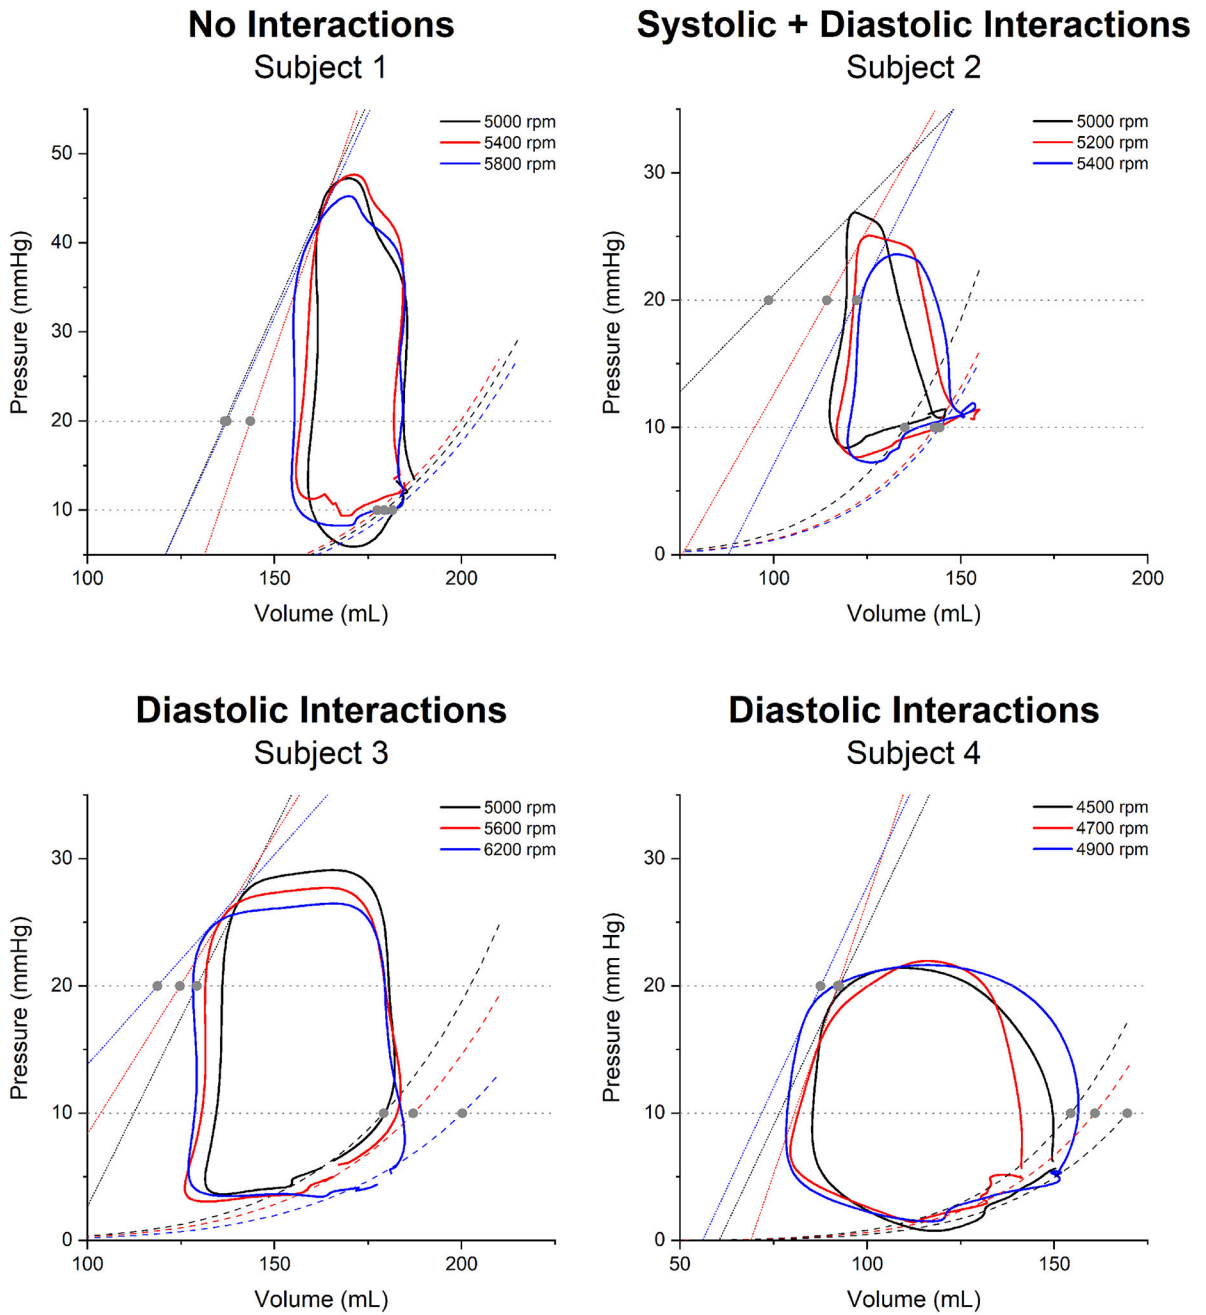 No Interactions
Subject 1
5000 rpm
5400 rpm
5800 rpm
Pressure (mmHg)
50
40
30
20
10
100
150
200
Volume (mL)
Systolic + Diastolic Interactions
Subject 2
5000 rpm
5200 rpm
5400 rpm
Pressure (mmHg)
30
20
10
0
100
150
200
Volume (mL)
Diastolic Interactions
Subject 3
5000 rpm
5600 rpm
6200 rpm
Pressure (mmHg)
30
20
10
0
100
150
200
Volume (mL)
Diastolic Interactions
Subject 4
4500 rpm
4700 rpm
4900 rpm
Pressure (mm Hg)
30
20
10
0
50
100
150
Volume (mL)